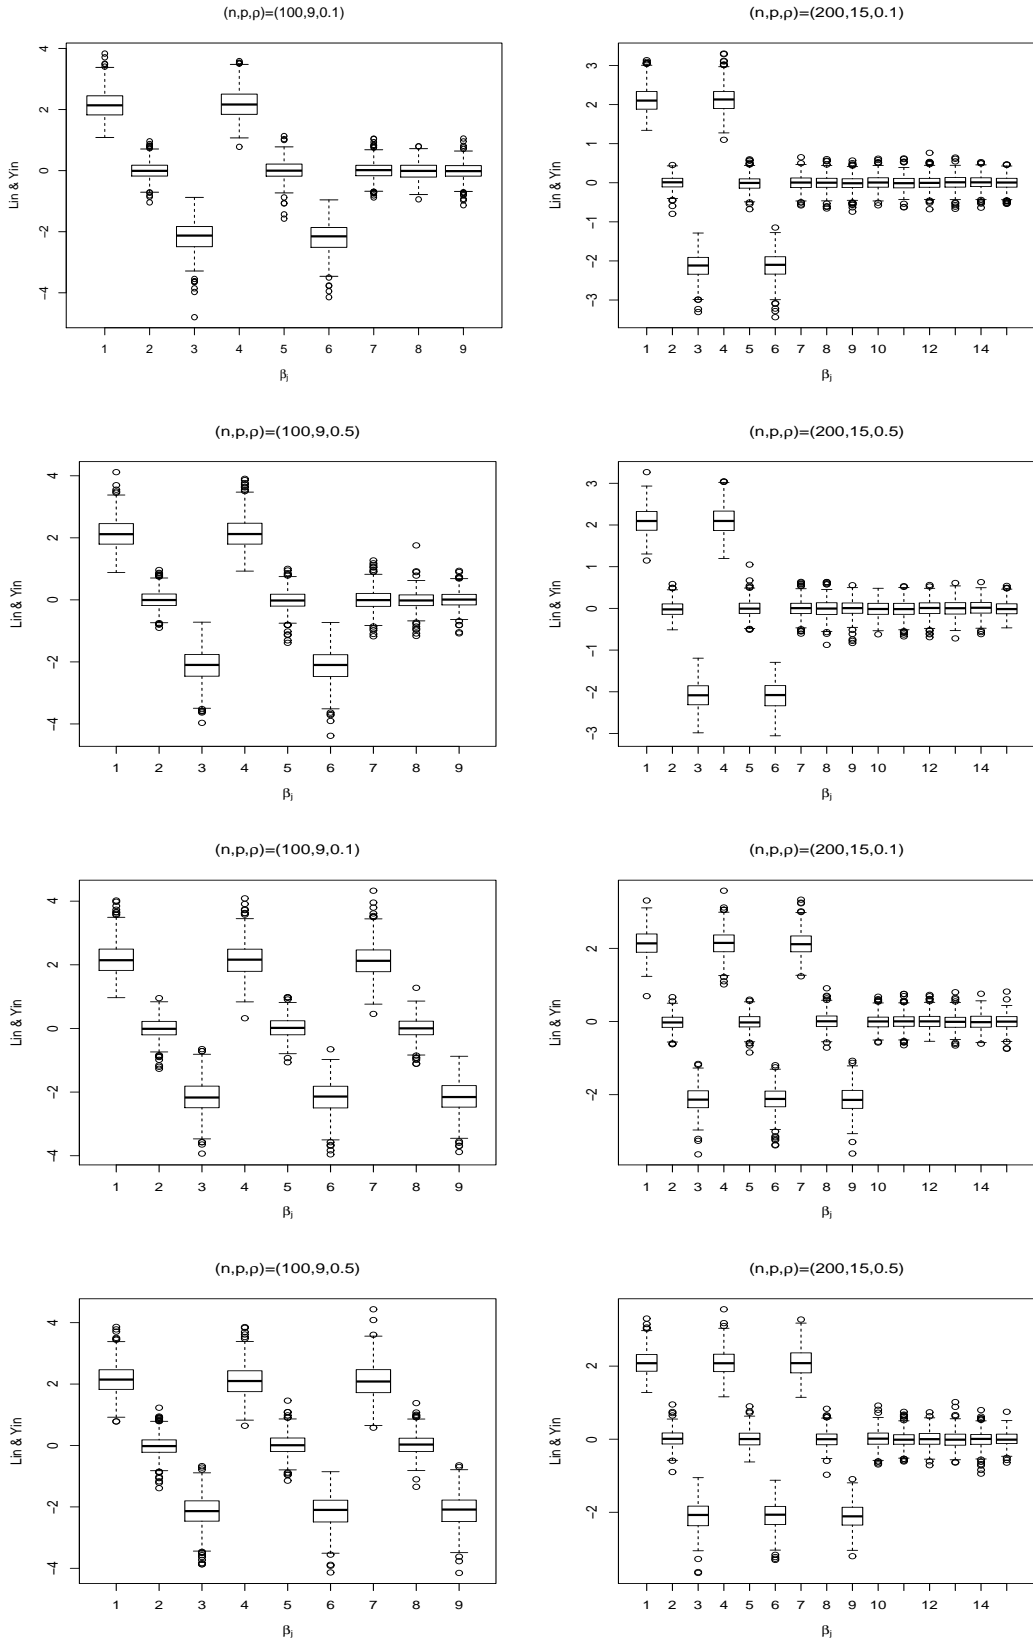 (n,p,ρ)=(100,9,0.1)
Lin & Yin
4
2
0
−2
−4
1 2 3 4 5 6 7 8 9
βj
(n,p,ρ)=(200,15,0.1)
Lin & Yin
3
2
1
0
−1
−2
−3
1 2 3 4 5 6 7 8 9 10 12 14
βj
(n,p,ρ)=(100,9,0.5)
Lin & Yin
4
2
0
−2
−4
1 2 3 4 5 6 7 8 9
βj
(n,p,ρ)=(200,15,0.5)
Lin & Yin
3
2
1
0
−1
−2
−3
1 2 3 4 5 6 7 8 9 10 12 14
βj
(n,p,ρ)=(100,9,0.1)
Lin & Yin
4
2
0
−2
−4
1 2 3 4 5 6 7 8 9
βj
(n,p,ρ)=(200,15,0.1)
Lin & Yin
2
0
−2
1 2 3 4 5 6 7 8 9 10 12 14
βj
(n,p,ρ)=(100,9,0.5)
Lin & Yin
4
2
0
−2
−4
1 2 3 4 5 6 7 8 9
βj
(n,p,ρ)=(200,15,0.5)
Lin & Yin
2
0
−2
1 2 3 4 5 6 7 8 9 10 12 14
βj